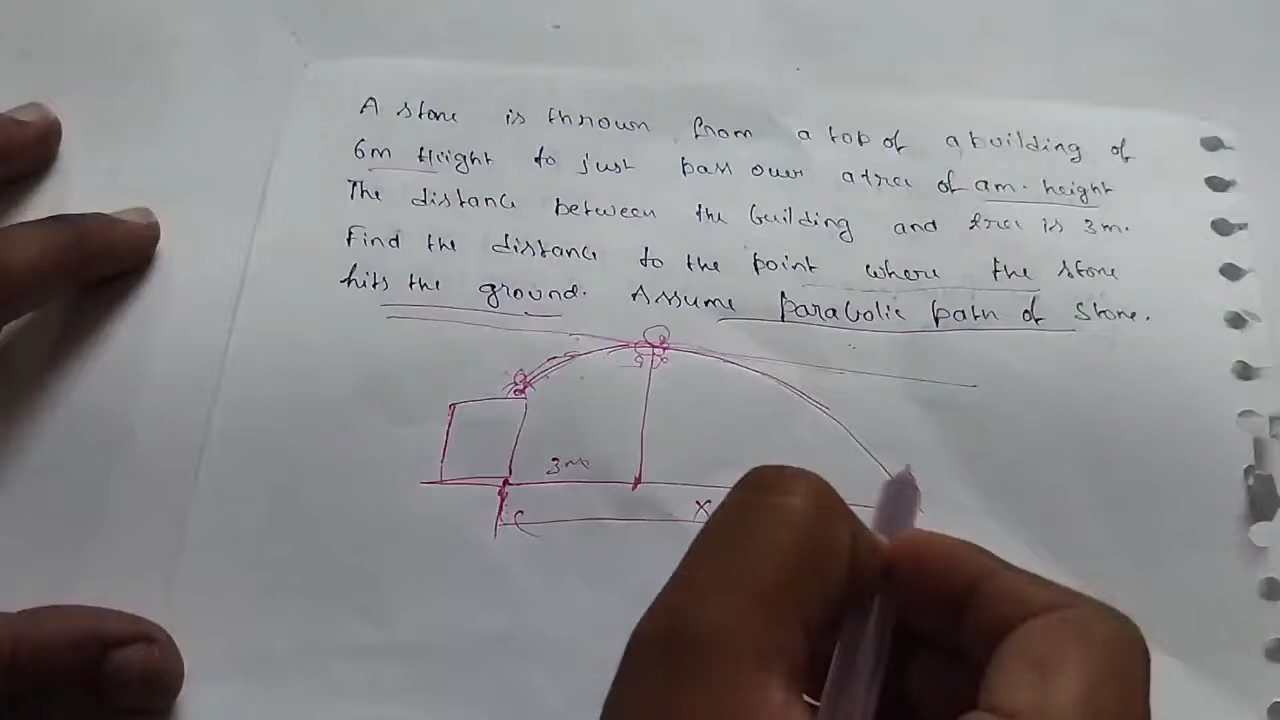 A stone is thrown from a top of a building of
6m Height to just pass over a tree of 9m. height
The distance between the building and tree is 3m.
Find the distance to the point where the stone
hits the ground. Assume parabolic path of stone.
3m
x